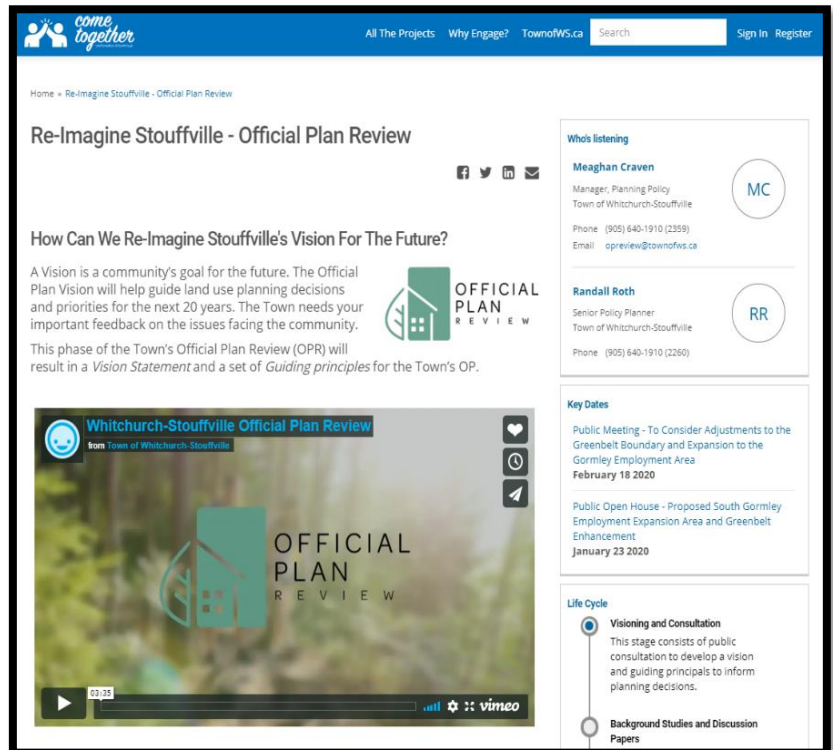 come
together
All The Projects Why Engage? TownofWS.ca Search Sign In Register
Home » Re-Imagine Stouffville - Official Plan Review
Re-Imagine Stouffville - Official Plan Review
How Can We Re-Imagine Stouffville's Vision For The Future?
A Vision is a community's goal for the future. The Official
Plan Vision will help guide land use planning decisions
and priorities for the next 20 years. The Town needs your
important feedback on the issues facing the community.
OFFICIAL
PLAN
REVIEW
This phase of the Town's Official Plan Review (OPR) will
result in a Vision Statement and a set of Guiding principles for the Town's OP.
Whitchurch-Stouffville Official Plan Review
from Town of Whitchurch-Stouffville
OFFICIAL
PLAN
REVIEW
03:35
vimeo
Who's listening
Meaghan Craven
MC
Manager, Planning Policy
Town of Whitchurch-Stouffville
Phone (905) 640-1910 (2359)
Email opreview@townofws.ca
Randall Roth
RR
Senior Policy Planner
Town of Whitchurch-Stouffville
Phone (905) 640-1910 (2260)
Key Dates
Public Meeting - To Consider Adjustments to the
Greenbelt Boundary and Expansion to the
Gormley Employment Area
February 18 2020
Public Open House - Proposed South Gormley
Employment Expansion Area and Greenbelt
Enhancement
January 23 2020
Life Cycle
Visioning and Consultation
This stage consists of public
consultation to develop a vision
and guiding principals to inform
planning decisions.
Background Studies and Discussion
Papers